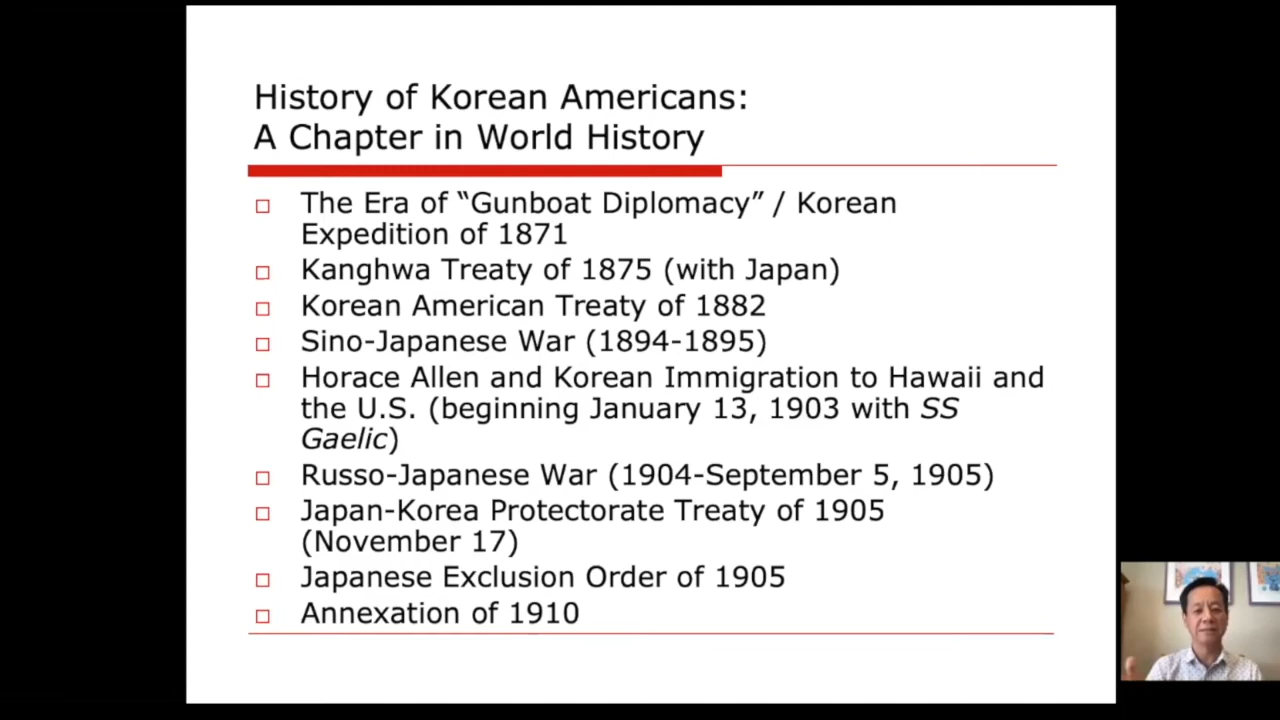 History of Korean Americans:
A Chapter in World History
The Era of “Gunboat Diplomacy” / Korean
Expedition of 1871
Kanghwa Treaty of 1875 (with Japan)
Korean American Treaty of 1882
Sino-Japanese War (1894-1895)
Horace Allen and Korean Immigration to Hawaii and
the U.S. (beginning January 13, 1903 with SS
Gaelic)
Russo-Japanese War (1904-September 5, 1905)
Japan-Korea Protectorate Treaty of 1905
(November 17)
Japanese Exclusion Order of 1905
Annexation of 1910